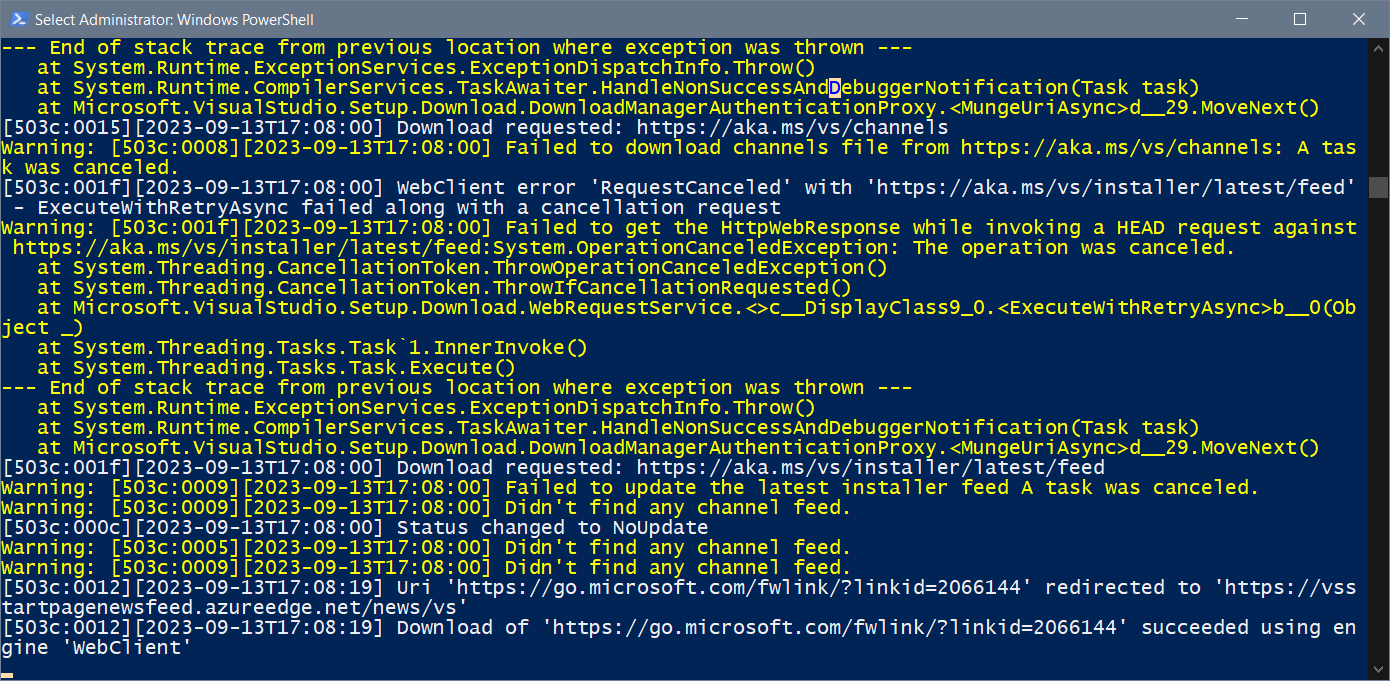 Select Administrator: Windows PowerShell
--- End of stack trace from previous location where exception was thrown ---
   at System.Runtime.ExceptionServices.ExceptionDispatchInfo.Throw()
   at System.Runtime.CompilerServices.TaskAwaiter.HandleNonSuccessAndDebuggerNotification(Task task)
   at Microsoft.VisualStudio.Setup.Download.DownloadManagerAuthenticationProxy.<MungeUriAsync>d__29.MoveNext()
[503c:0015][2023-09-13T17:08:00] Download requested: https://aka.ms/vs/channels
Warning: [503c:0008][2023-09-13T17:08:00] Failed to download channels file from https://aka.ms/vs/channels: A tas
k was canceled.
[503c:001f][2023-09-13T17:08:00] WebClient error 'RequestCanceled' with 'https://aka.ms/vs/installer/latest/feed'
 - ExecuteWithRetryAsync failed along with a cancellation request
Warning: [503c:001f][2023-09-13T17:08:00] Failed to get the HttpWebResponse while invoking a HEAD request against
 https://aka.ms/vs/installer/latest/feed:System.OperationCanceledException: The operation was canceled.
   at System.Threading.CancellationToken.ThrowOperationCanceledException()
   at System.Threading.CancellationToken.ThrowIfCancellationRequested()
   at Microsoft.VisualStudio.Setup.Download.WebRequestService.<>c__DisplayClass9_0.<ExecuteWithRetryAsync>b__0(Ob
ject _)
   at System.Threading.Tasks.Task`1.InnerInvoke()
   at System.Threading.Tasks.Task.Execute()
--- End of stack trace from previous location where exception was thrown ---
   at System.Runtime.ExceptionServices.ExceptionDispatchInfo.Throw()
   at System.Runtime.CompilerServices.TaskAwaiter.HandleNonSuccessAndDebuggerNotification(Task task)
   at Microsoft.VisualStudio.Setup.Download.DownloadManagerAuthenticationProxy.<MungeUriAsync>d__29.MoveNext()
[503c:001f][2023-09-13T17:08:00] Download requested: https://aka.ms/vs/installer/latest/feed
Warning: [503c:0009][2023-09-13T17:08:00] Failed to update the latest installer feed A task was canceled.
Warning: [503c:0009][2023-09-13T17:08:00] Didn't find any channel feed.
[503c:000c][2023-09-13T17:08:00] Status changed to NoUpdate
Warning: [503c:0005][2023-09-13T17:08:00] Didn't find any channel feed.
Warning: [503c:0009][2023-09-13T17:08:00] Didn't find any channel feed.
[503c:0012][2023-09-13T17:08:19] Uri 'https://go.microsoft.com/fwlink/?linkid=2066144' redirected to 'https://vss
tartpagenewsfeed.azureedge.net/news/vs'
[503c:0012][2023-09-13T17:08:19] Download of 'https://go.microsoft.com/fwlink/?linkid=2066144' succeeded using en
gine 'WebClient'